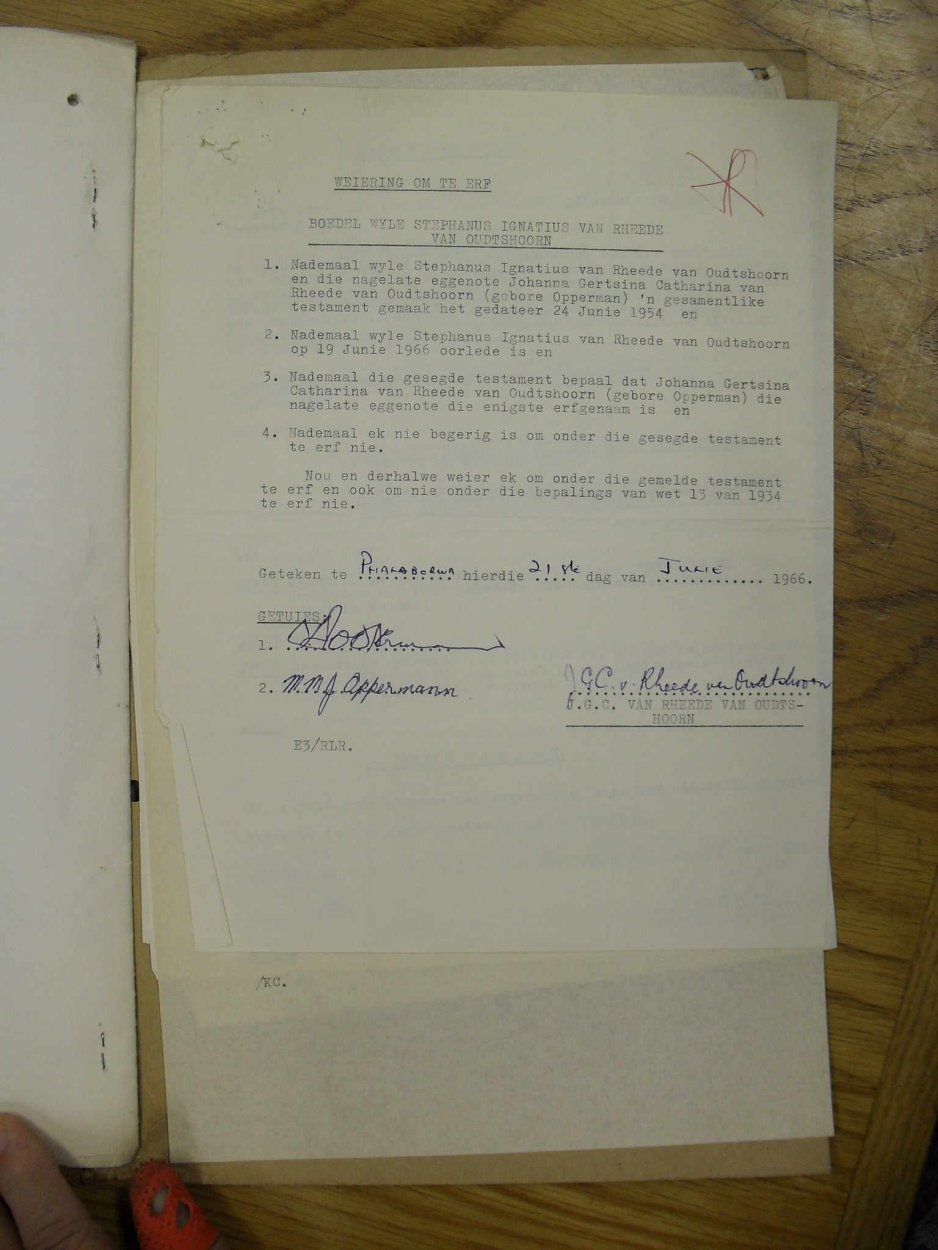 WEIERING OM TE ERF
BOEDEL WYLE STEPHANUS IGNATIUS VAN RHEEDE
VAN OUDTSHOORN
1. Nademaal wyle Stephanus Ignatius van Rheede van Oudtshoorn
en die nagelate eggenote Johanna Gertsina Catharina van
Rheede van Oudtshoorn (gebore Opperman) 'n gesamentlike
testament gemaak het gedateer 24 Junie 1954 en
2. Nademaal wyle Stephanus Ignatius van Rheede van Oudtshoorn
op 19 Junie 1966 oorlede is en
3. Nademaal die gesegde testament bepaal dat Johanna Gertsina
Catharina van Rheede van Oudtshoorn (gebore Opperman) die
nagelate eggenote die enigste erfgenaam is en
4. Nademaal ek nie begerig is om onder die gesegde testament
te erf nie.
Nou en derhalwe weier ek om onder die gemelde testament
te erf en ook om nie onder die bepalings van wet 13 van 1934
te erf nie.
Geteken te PHALABORWA hierdie 21ste dag van JULIE 1966.
GETUIES:
1.
2. M.M.J. Oppermann
J.G.C. v. Rheede van Oudtshoorn
J.G.C. VAN RHEEDE VAN OUDTS-
HOORN
E3/RLR.
/KC.